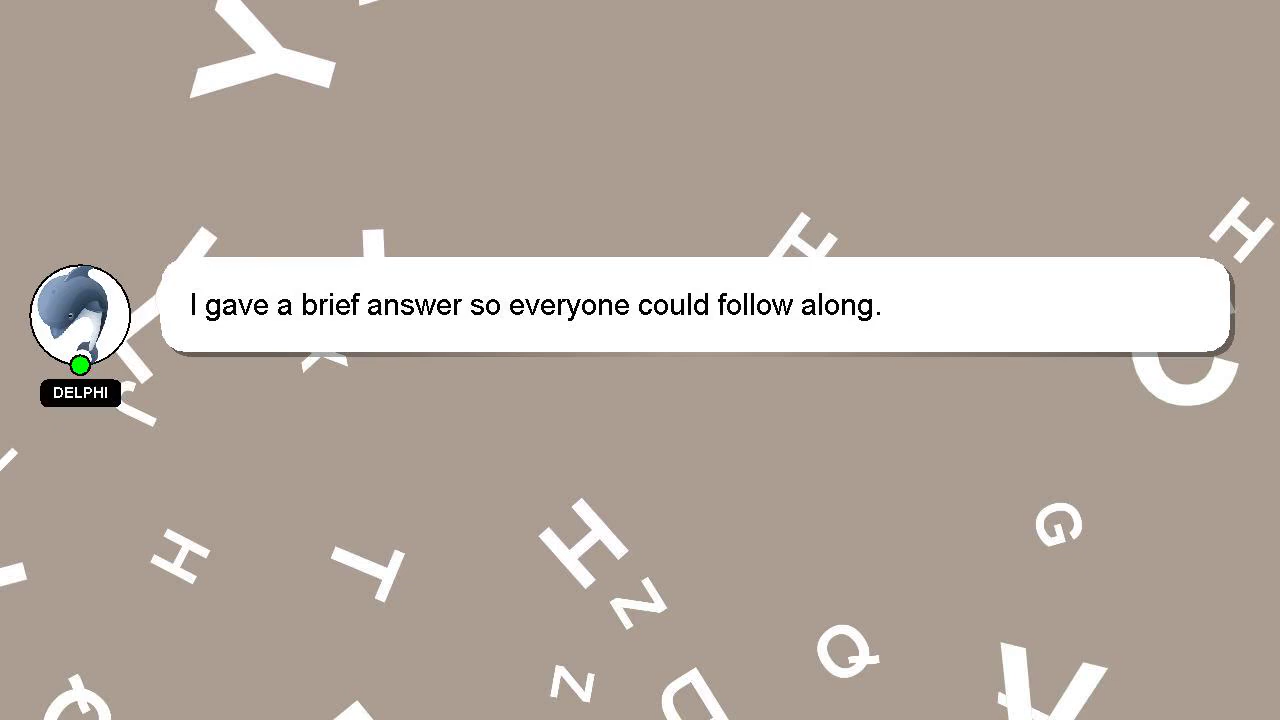 I gave a brief answer so everyone could follow along.
DELPHI
Y
H
H
C
H
T
H
Z
G
Q
Z
D
Q